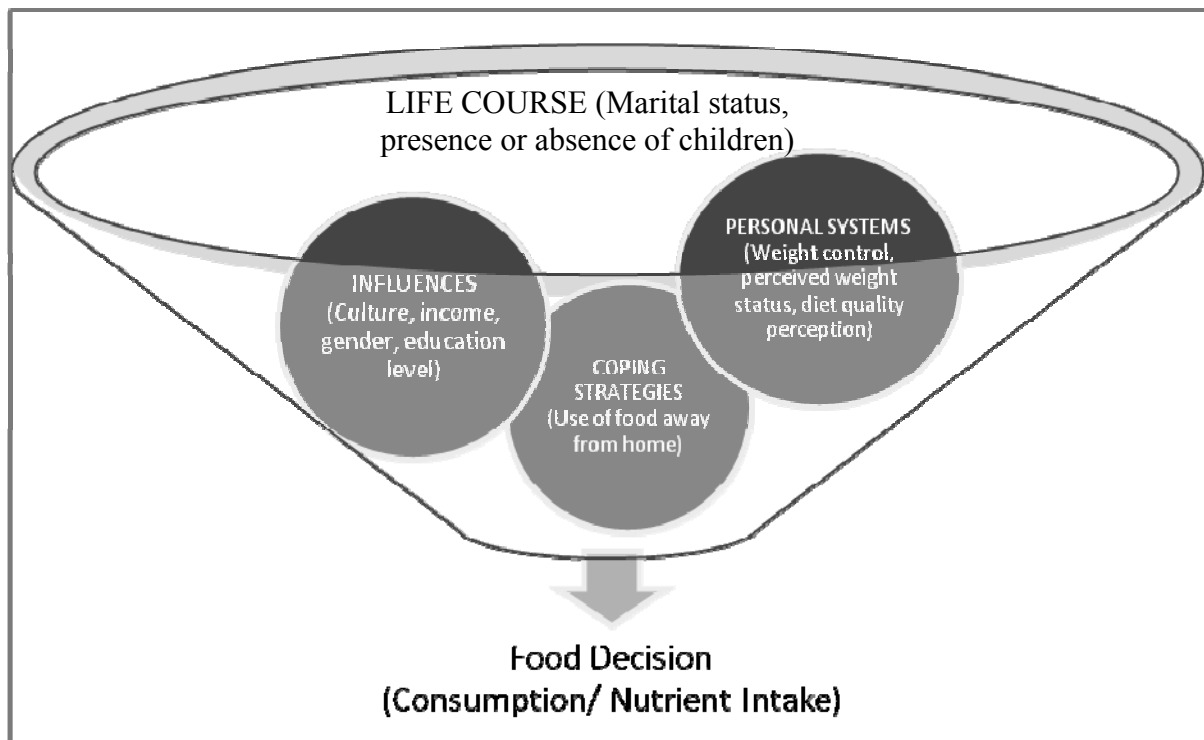 LIFE COURSE (Marital status,
presence or absence of children)
PERSONAL SYSTEMS
(Weight control,
perceived weight
status, diet quality
perception)
INFLUENCES
(Culture, income,
gender, education
level)
COPING
STRATEGIES
(Use of food away
from home)
Food Decision
(Consumption/ Nutrient Intake)